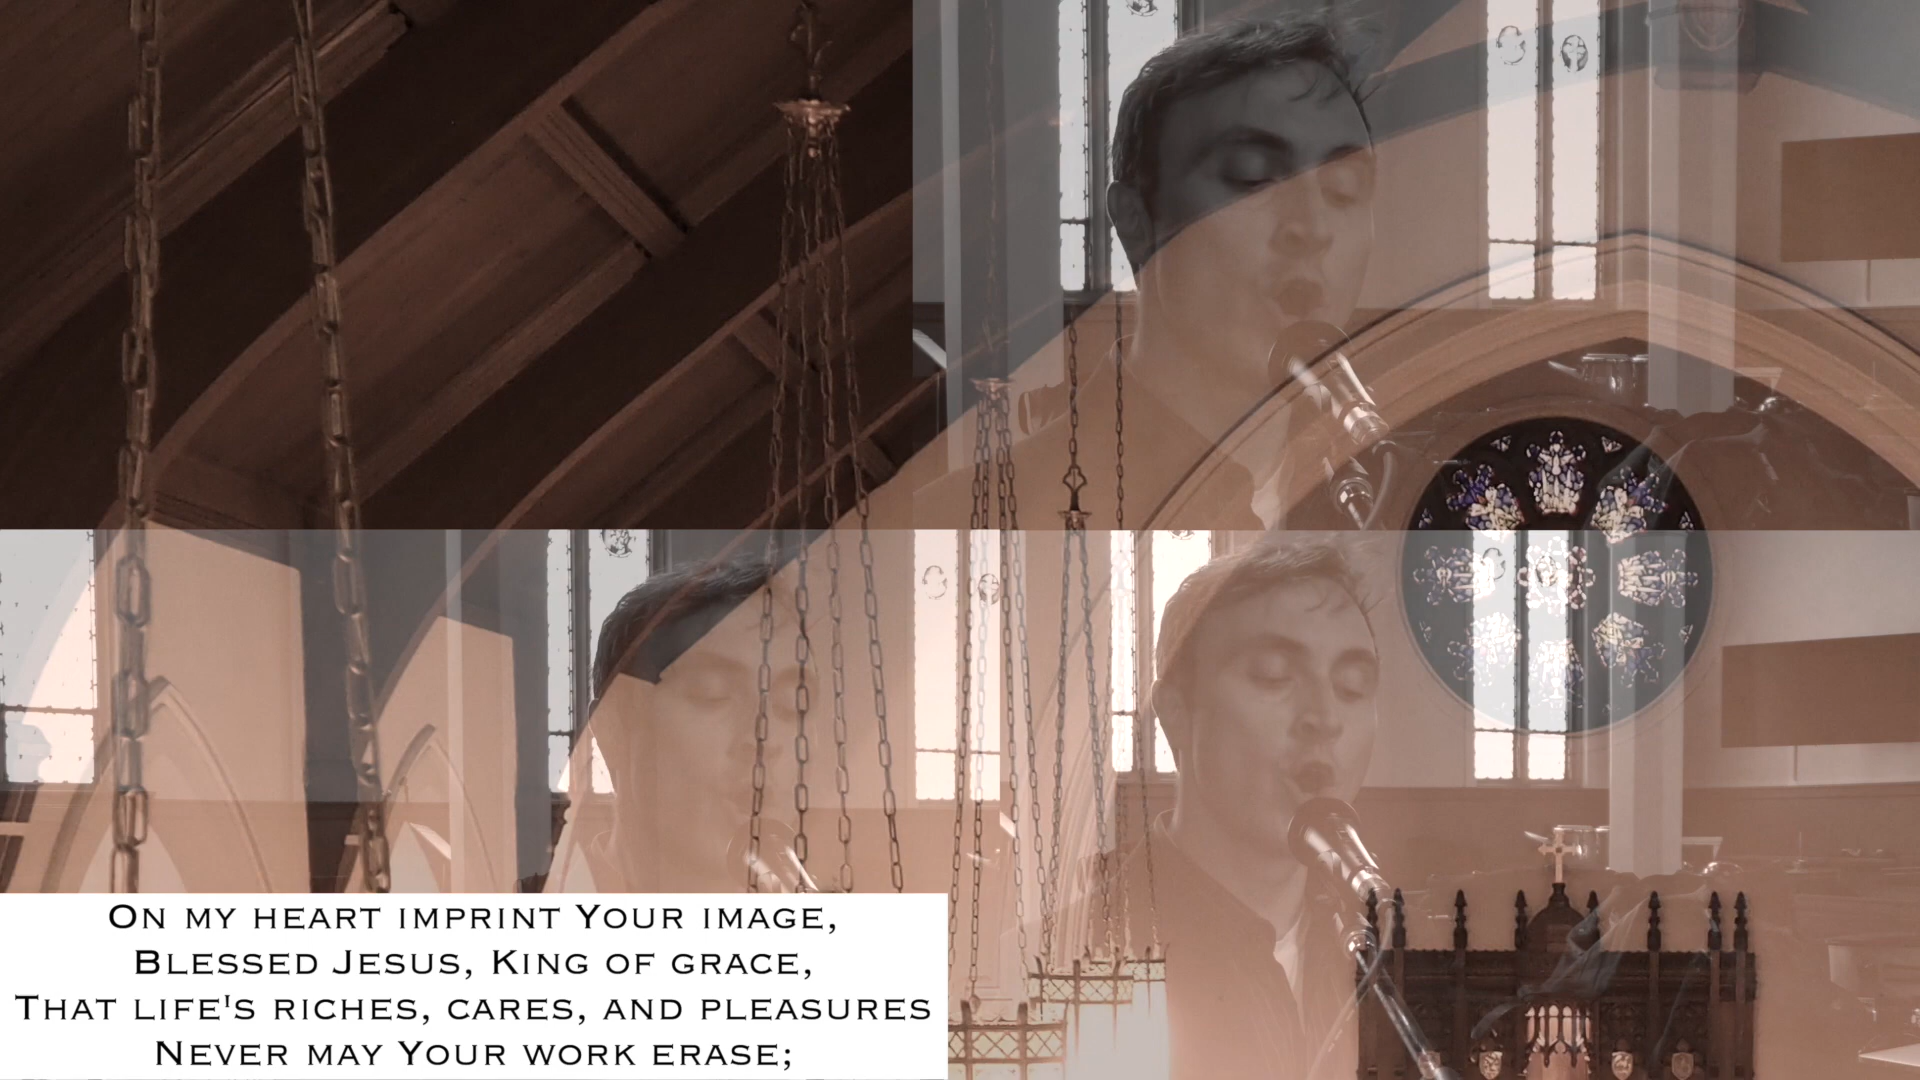 On my heart imprint Your image,
Blessed Jesus, King of grace,
That life's riches, cares, and pleasures
Never may Your work erase;